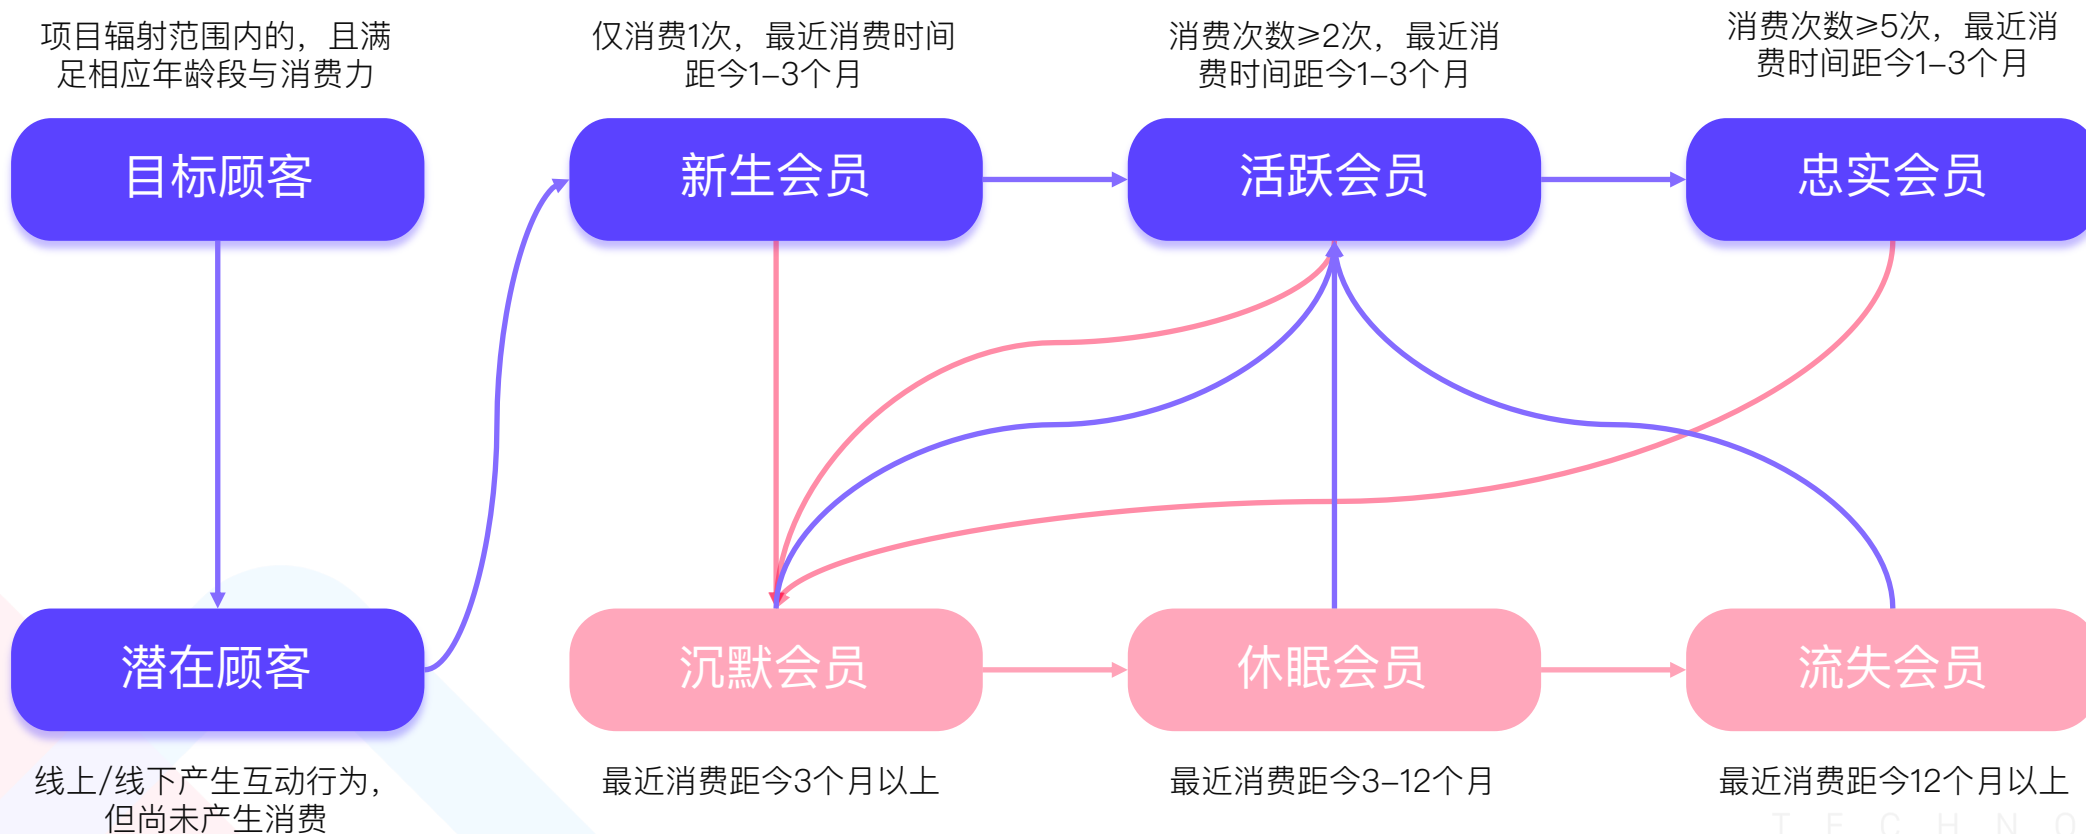 项目辐射范围内的，且满
足相应年龄段与消费力
仅消费1次，最近消费时间
距今1–3个月
消费次数≥2次，最近消
费时间距今1–3个月
消费次数≥5次，最近消
费时间距今1–3个月
目标顾客
新生会员
活跃会员
忠实会员
潜在顾客
沉默会员
休眠会员
流失会员
线上/线下产生互动行为，
但尚未产生消费
最近消费距今3个月以上
最近消费距今3–12个月
最近消费距今12个月以上
TECHNO